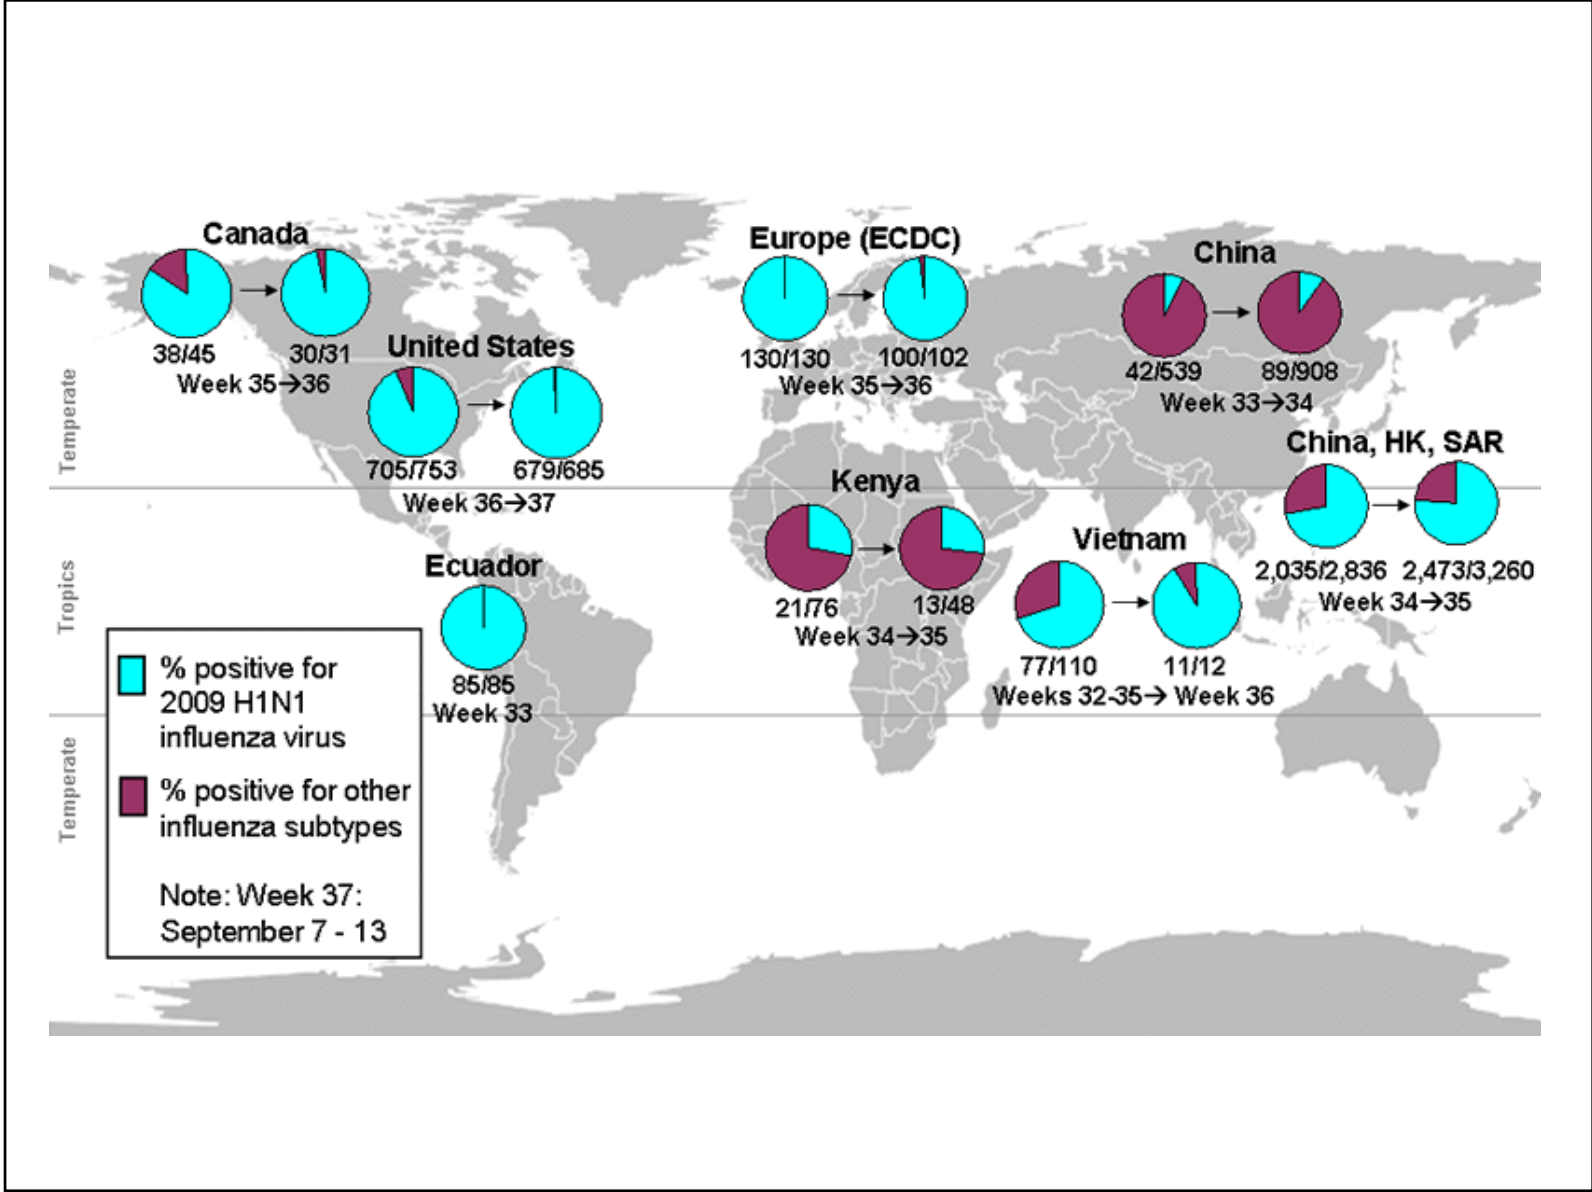 Canada
38/45 30/31
Week 35→36
United States
705/753 679/685
Week 36→37
Ecuador
85/85
Week 33
Europe (ECDC)
130/130 100/102
Week 35→36
Kenya
21/76 13/48
Week 34→35
China
42/539 89/908
Week 33→34
China, HK, SAR
2,035/2,836 2,473/3,260
Week 34→35
Vietnam
77/110 11/12
Weeks 32-35→ Week 36
Temperate
Tropics
Temperate
% positive for
2009 H1N1
influenza virus
% positive for other
influenza subtypes
Note: Week 37:
September 7 - 13